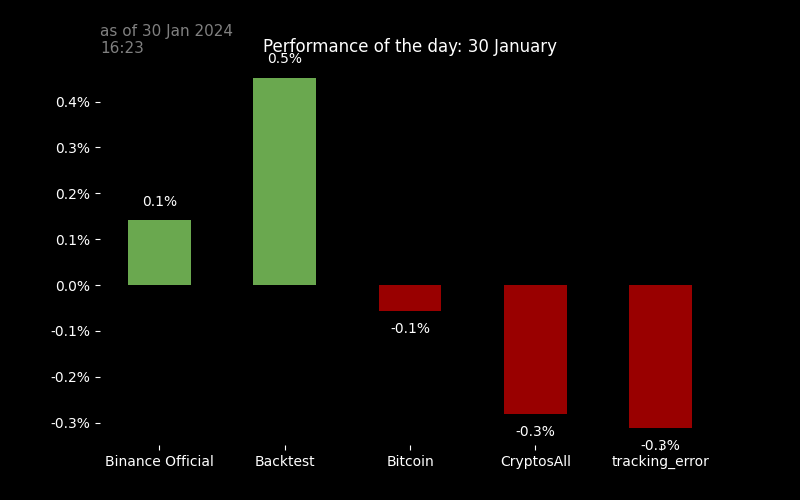 as of 30 Jan 2024
16:23
Performance of the day: 30 January
0.5%
0.4%
0.3%
0.2%
0.1%
0.1%
0.0%
-0.1%
-0.1%
-0.2%
-0.3%
-0.3%
-0.3%
Binance Official
Backtest
Bitcoin
CryptosAll
tracking_error